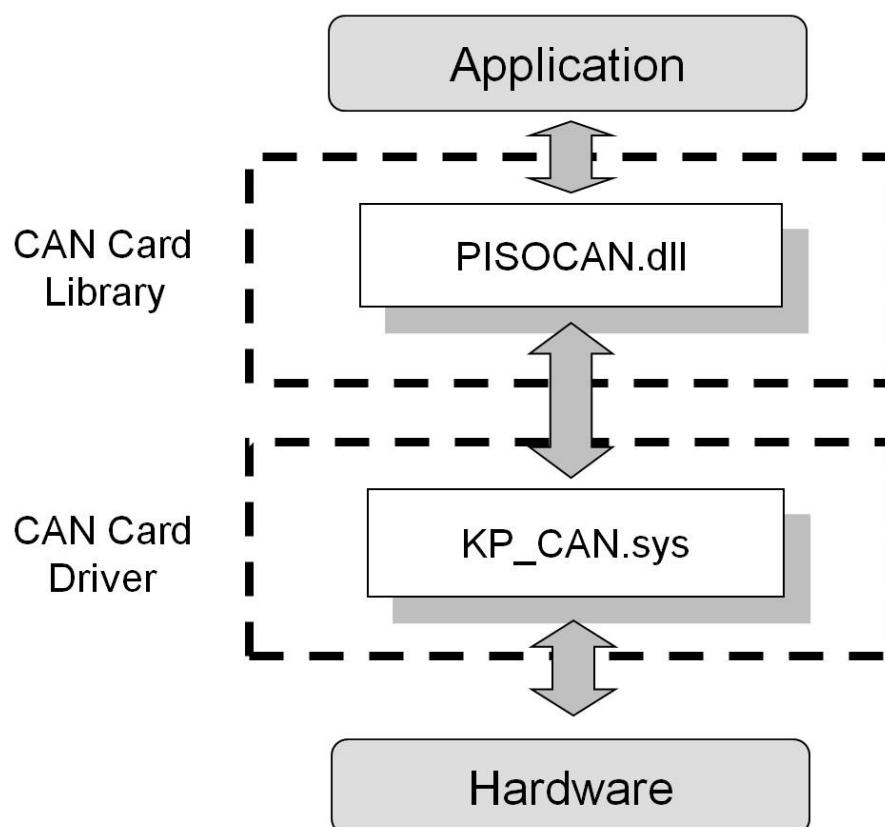 Application
CAN Card
Library
PISOCAN.dll
CAN Card
Driver
KP_CAN.sys
Hardware